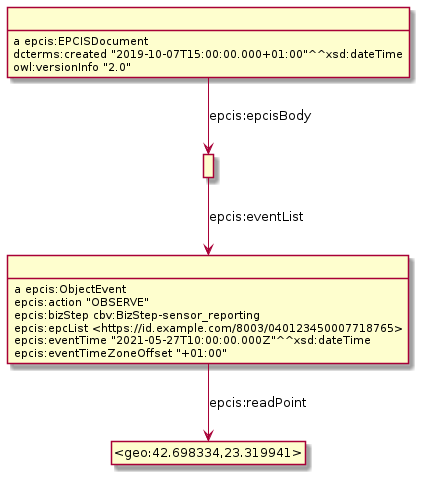 a epcis:EPCISDocument
dcterms:created "2019-10-07T15:00:00.000+01:00"^^xsd:dateTime
owl:versionInfo "2.0"
epcis:epcisBody
epcis:eventList
a epcis:ObjectEvent
epcis:action "OBSERVE"
epcis:bizStep cbv:BizStep-sensor_reporting
epcis:epcList <https://id.example.com/8003/040123450007718765>
epcis:eventTime "2021-05-27T10:00:00.000Z"^^xsd:dateTime
epcis:eventTimeZoneOffset "+01:00"
epcis:readPoint
<geo:42.698334,23.319941>